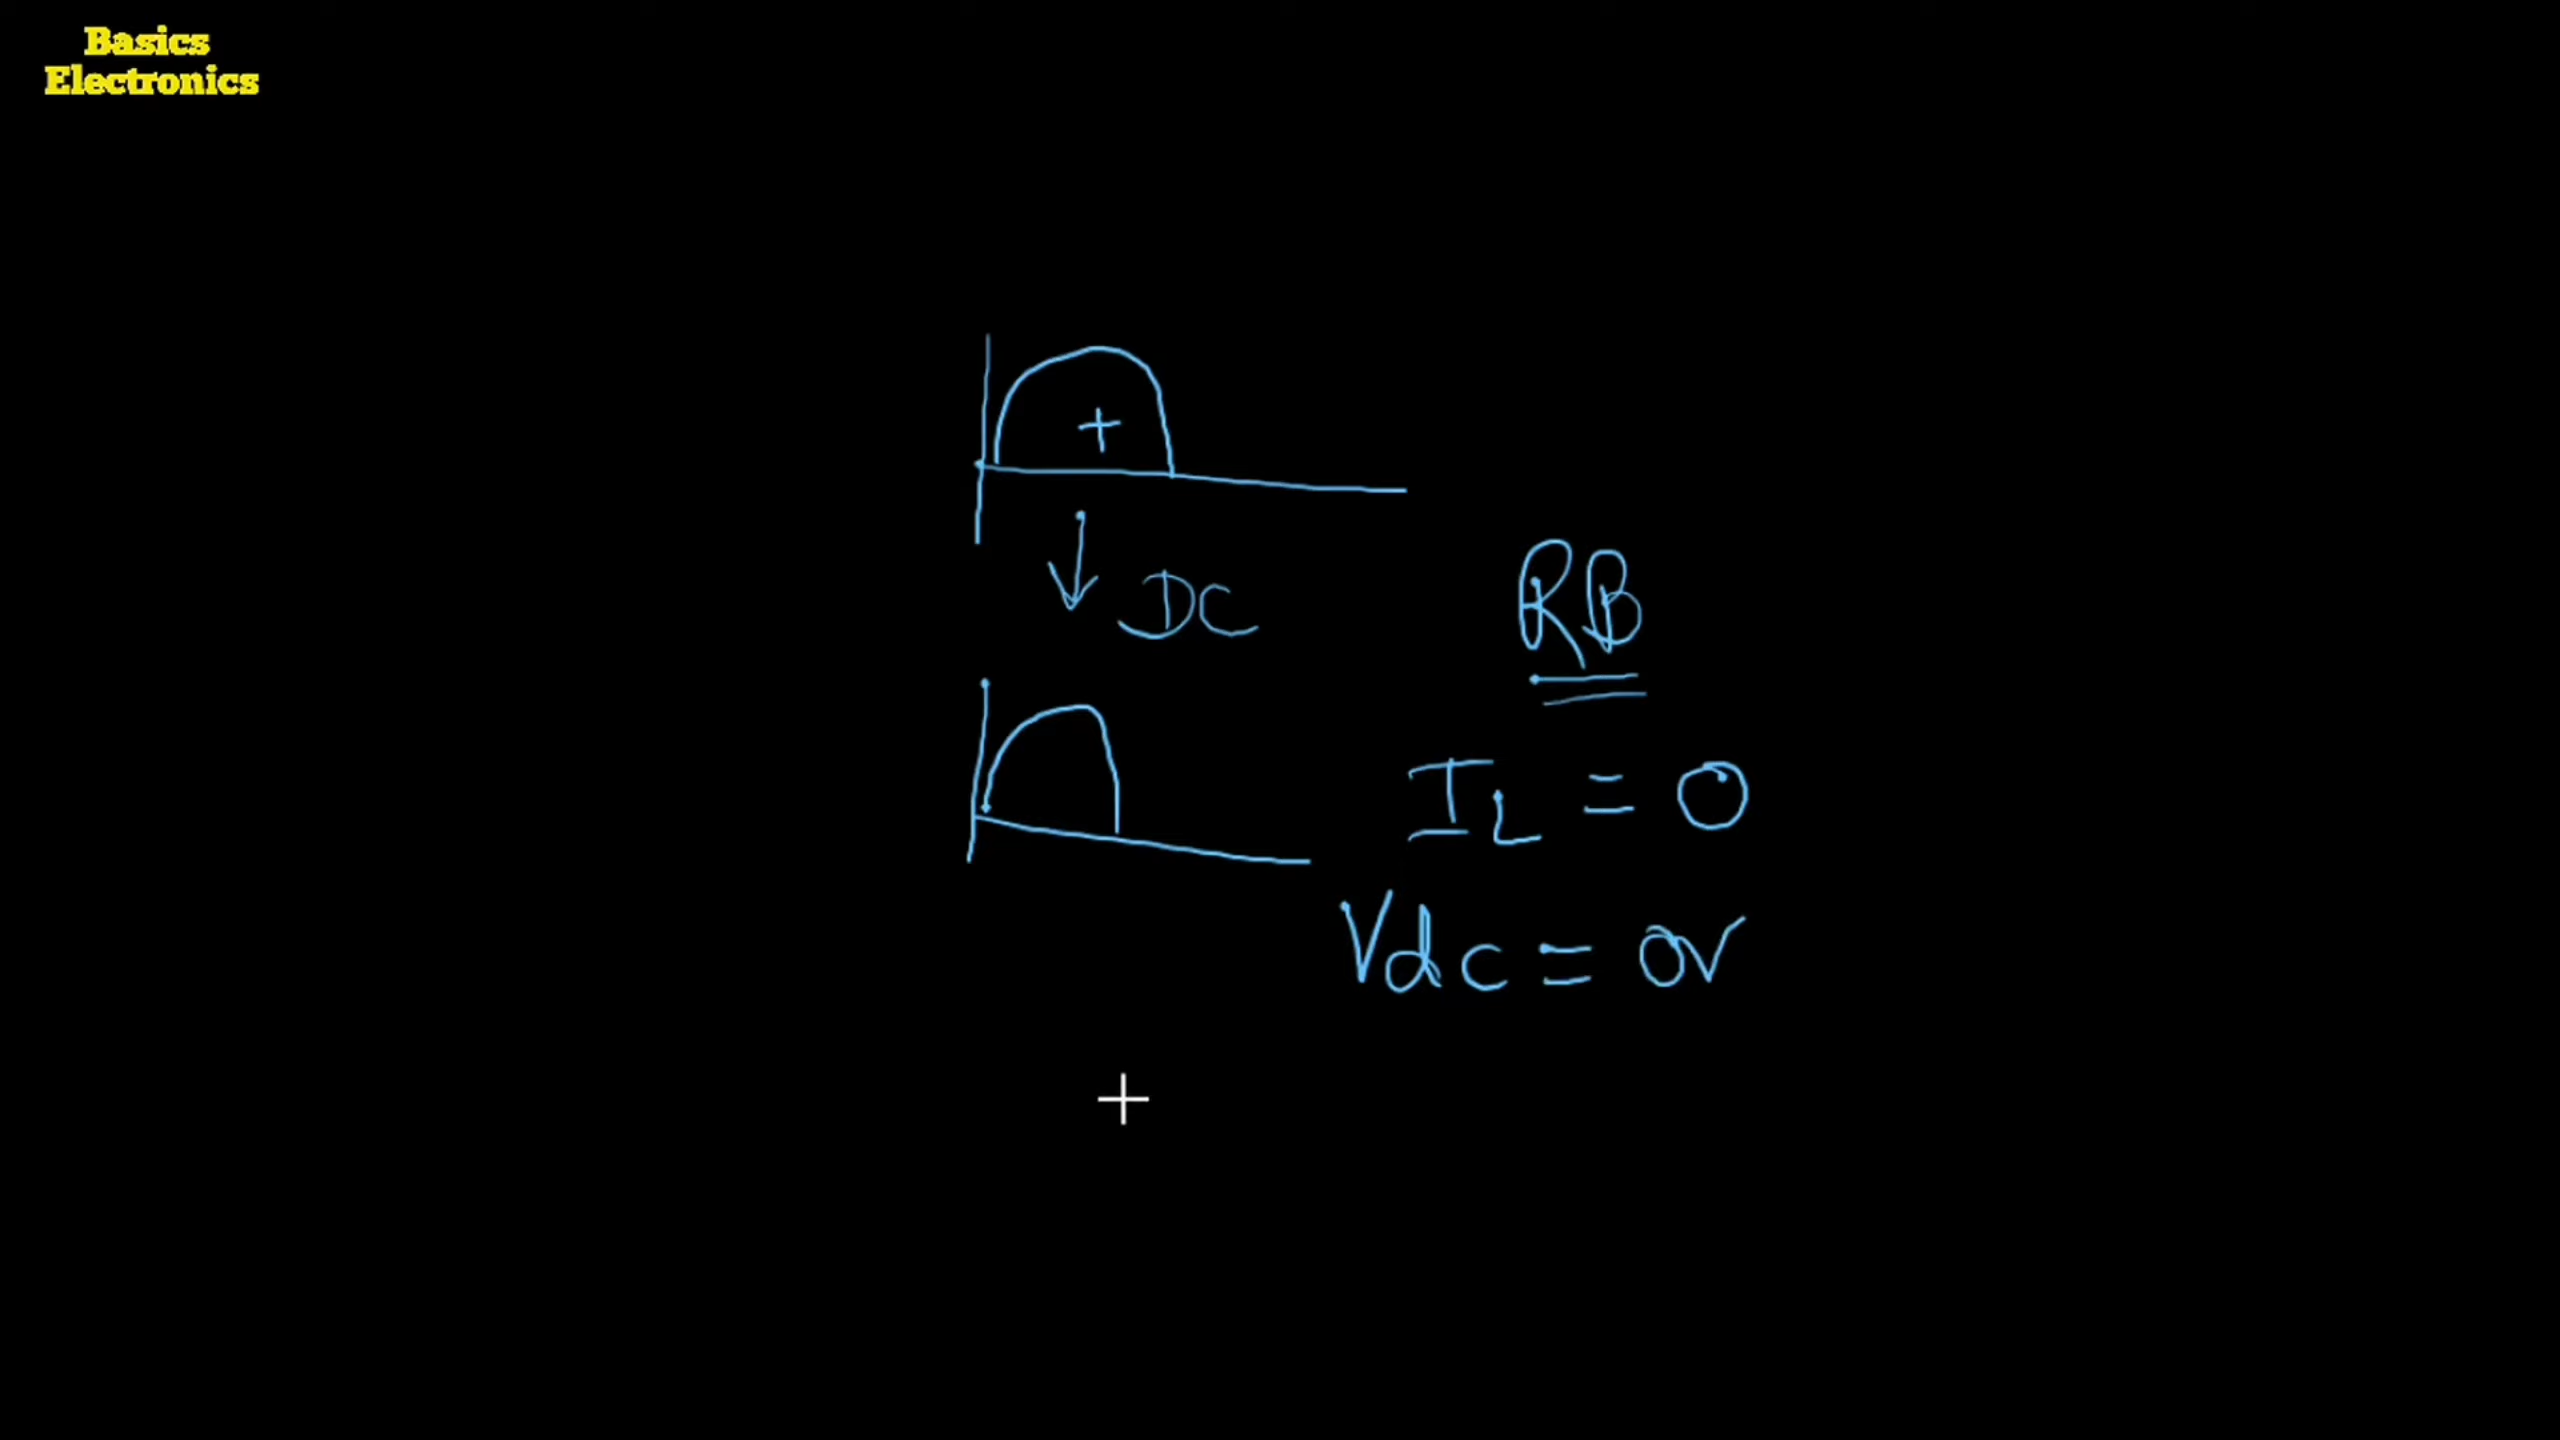 Basics
Electronics
+
DC
RB
IL = 0
Vdc = 0V